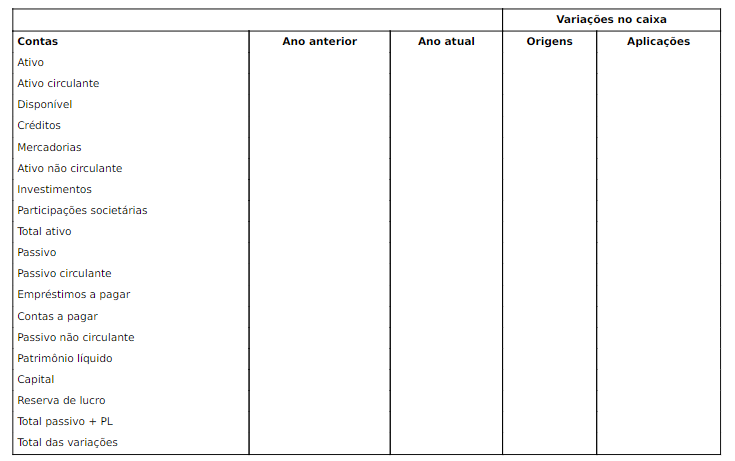 Variações no caixa
Contas Ano anterior Ano atual Origens Aplicações
Ativo
Ativo circulante
Disponível
Créditos
Mercadorias
Ativo não circulante
Investimentos
Participações societárias
Total ativo
Passivo
Passivo circulante
Empréstimos a pagar
Contas a pagar
Passivo não circulante
Patrimônio líquido
Capital
Reserva de lucro
Total passivo + PL
Total das variações